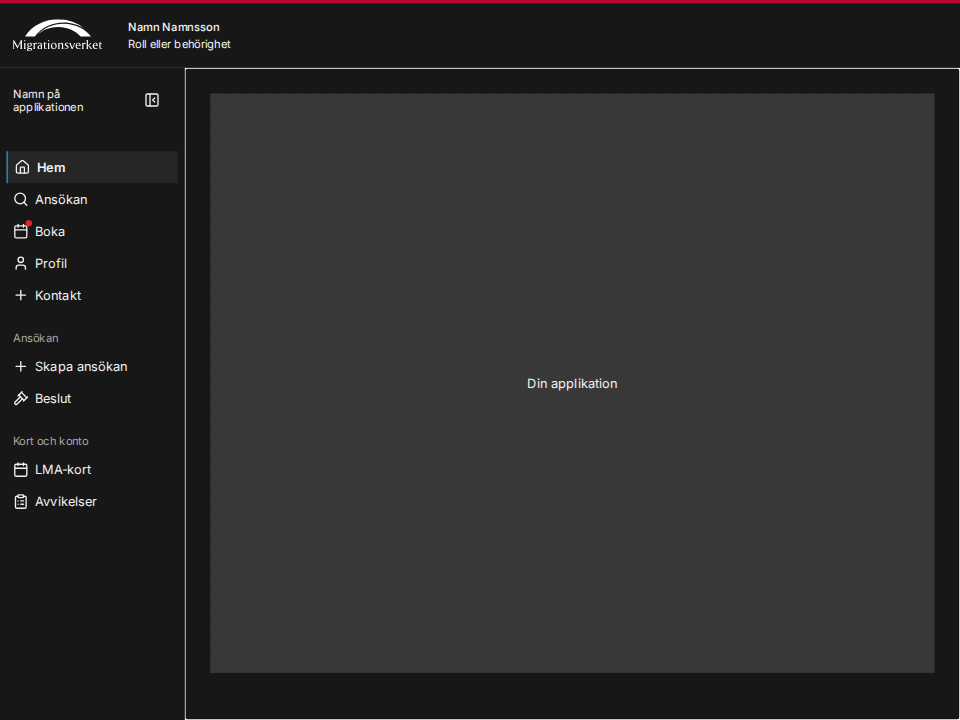 Migrationsverket
Namn Namnsson
Roll eller behörighet
Namn på
applikationen
Hem
Ansökan
Boka
Profil
Kontakt
Ansökan
Skapa ansökan
Beslut
Kort och konto
LMA-kort
Avvikelser
Din applikation